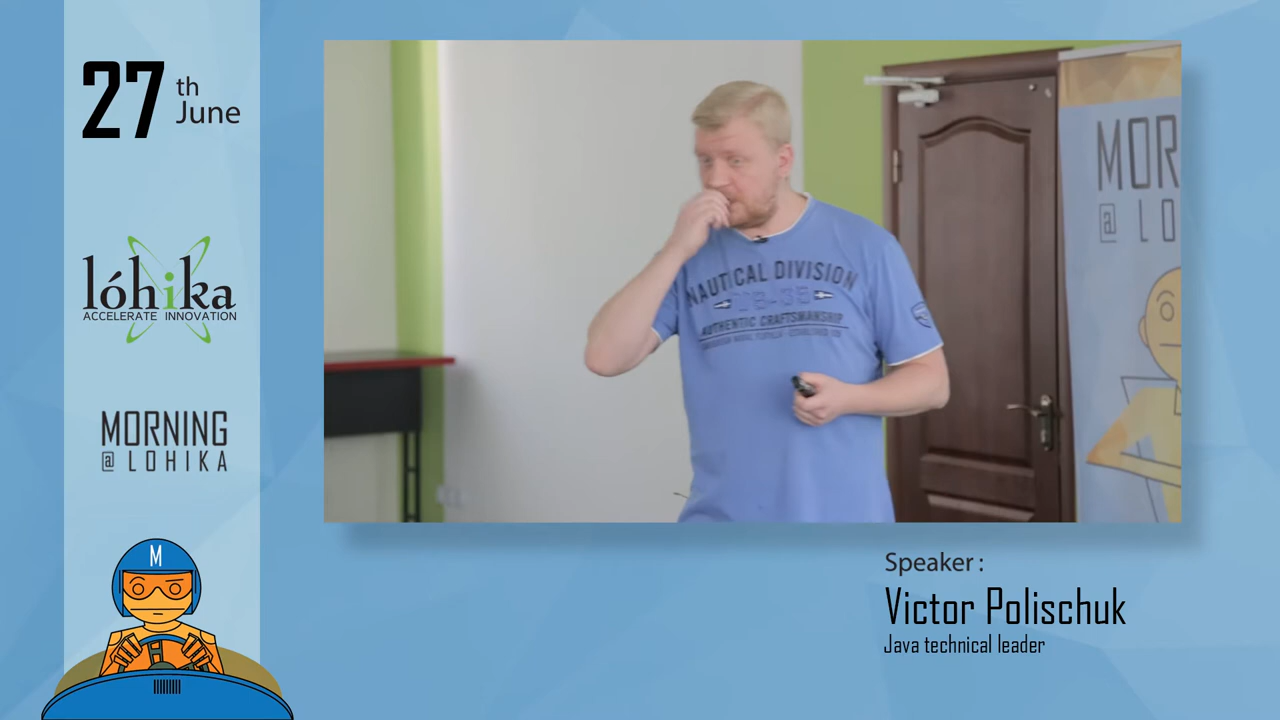 27
th
June
lóhika
ACCELERATE INNOVATION
MORNING
@ LOHIKA
M
NAUTICAL DIVISION
AUTHENTIC CRAFTSMANSHIP
MOR
@ LO
Speaker :
Victor Polischuk
Java technical leader